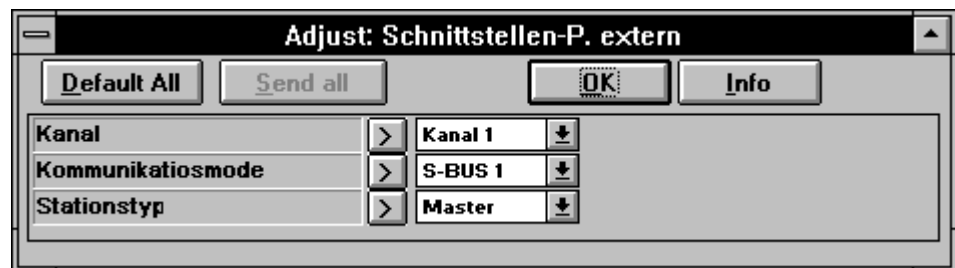 Adjust: Schnittstellen-P. extern
Default All Send all OK Info
Kanal > Kanal 1
Kommunikatiosmode > S-BUS 1
Stationstyp > Master